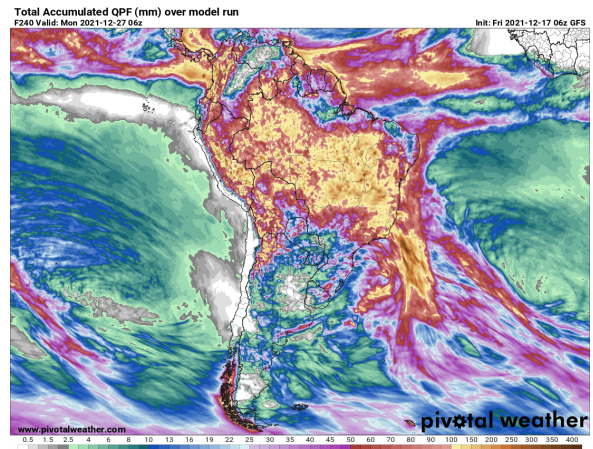 Total Accumulated QPF (mm) over model run
F240 Valid: Mon 2021-12-27 06z
Init: Fri 2021-12-17 06z GFS
www.pivotalweather.com
pivotal weather
0.5 1.5 2.5 4 6 8 10 13 16 19 22 25 30 35 40 45 50 60 70 80 90 100 150 200 250 300 350 400